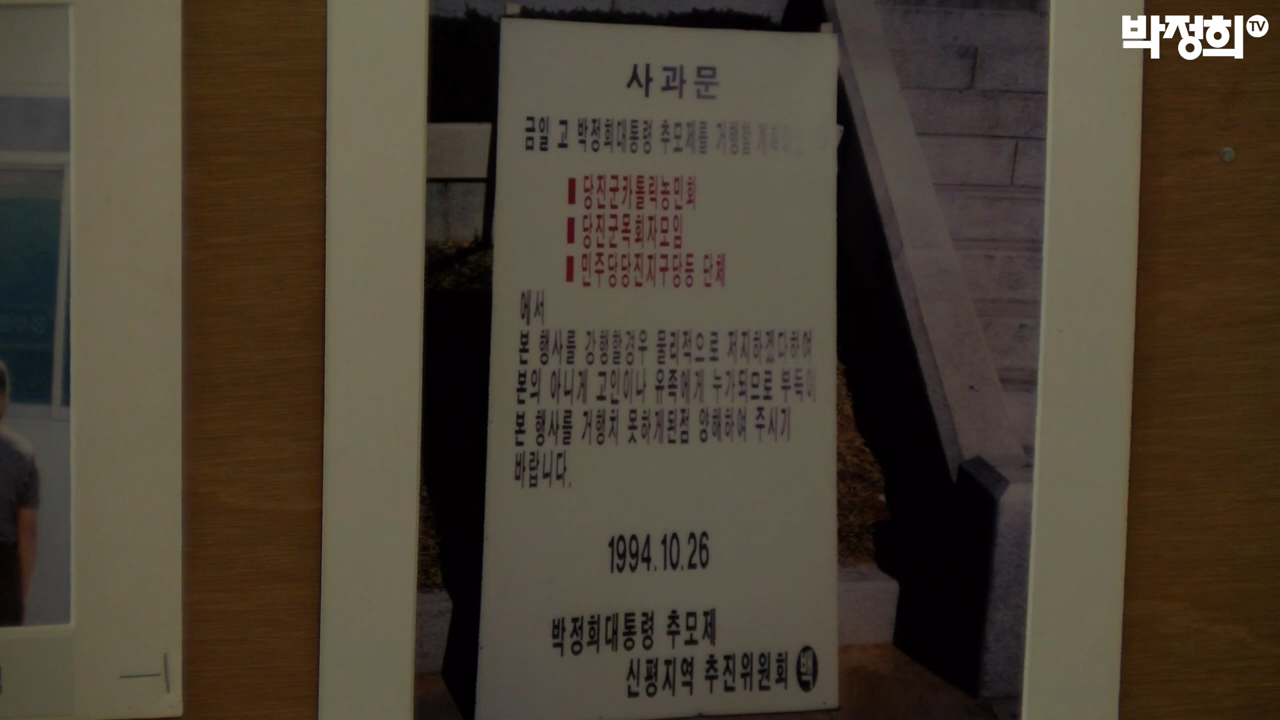 박정희TV
사과문
금일 고 박정희대통령 추모제를 거행할
당진군카톨릭농민회
당진군목회자모임
민주당당진지구당등 단체
에서
본 행사를 강행할경우 물리적으로 저지하겠다하여
본의 아니게 고인이나 유족에게 누가되므로 부득이
본 행사를 거행치 못하게된점 양해하여 주시기
바랍니다.
1994.10.26
박정희대통령 추모제
신평지역 추진위원회